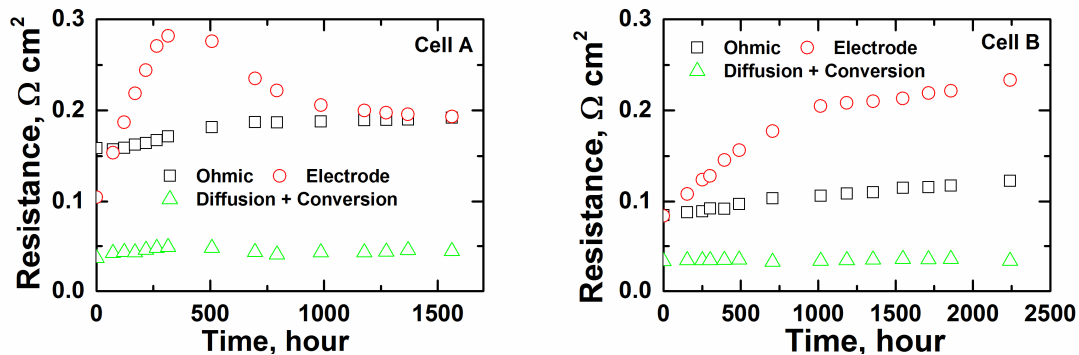 Resistance, Ω cm²
0.3
0.2
0.1
0.0
Cell A
□ Ohmic ○ Electrode
△ Diffusion + Conversion
0 500 1000 1500
Time, hour
Resistance, Ω cm²
0.3
0.2
0.1
0.0
□ Ohmic ○ Electrode Cell B
△ Diffusion + Conversion
0 500 1000 1500 2000 2500
Time, hour